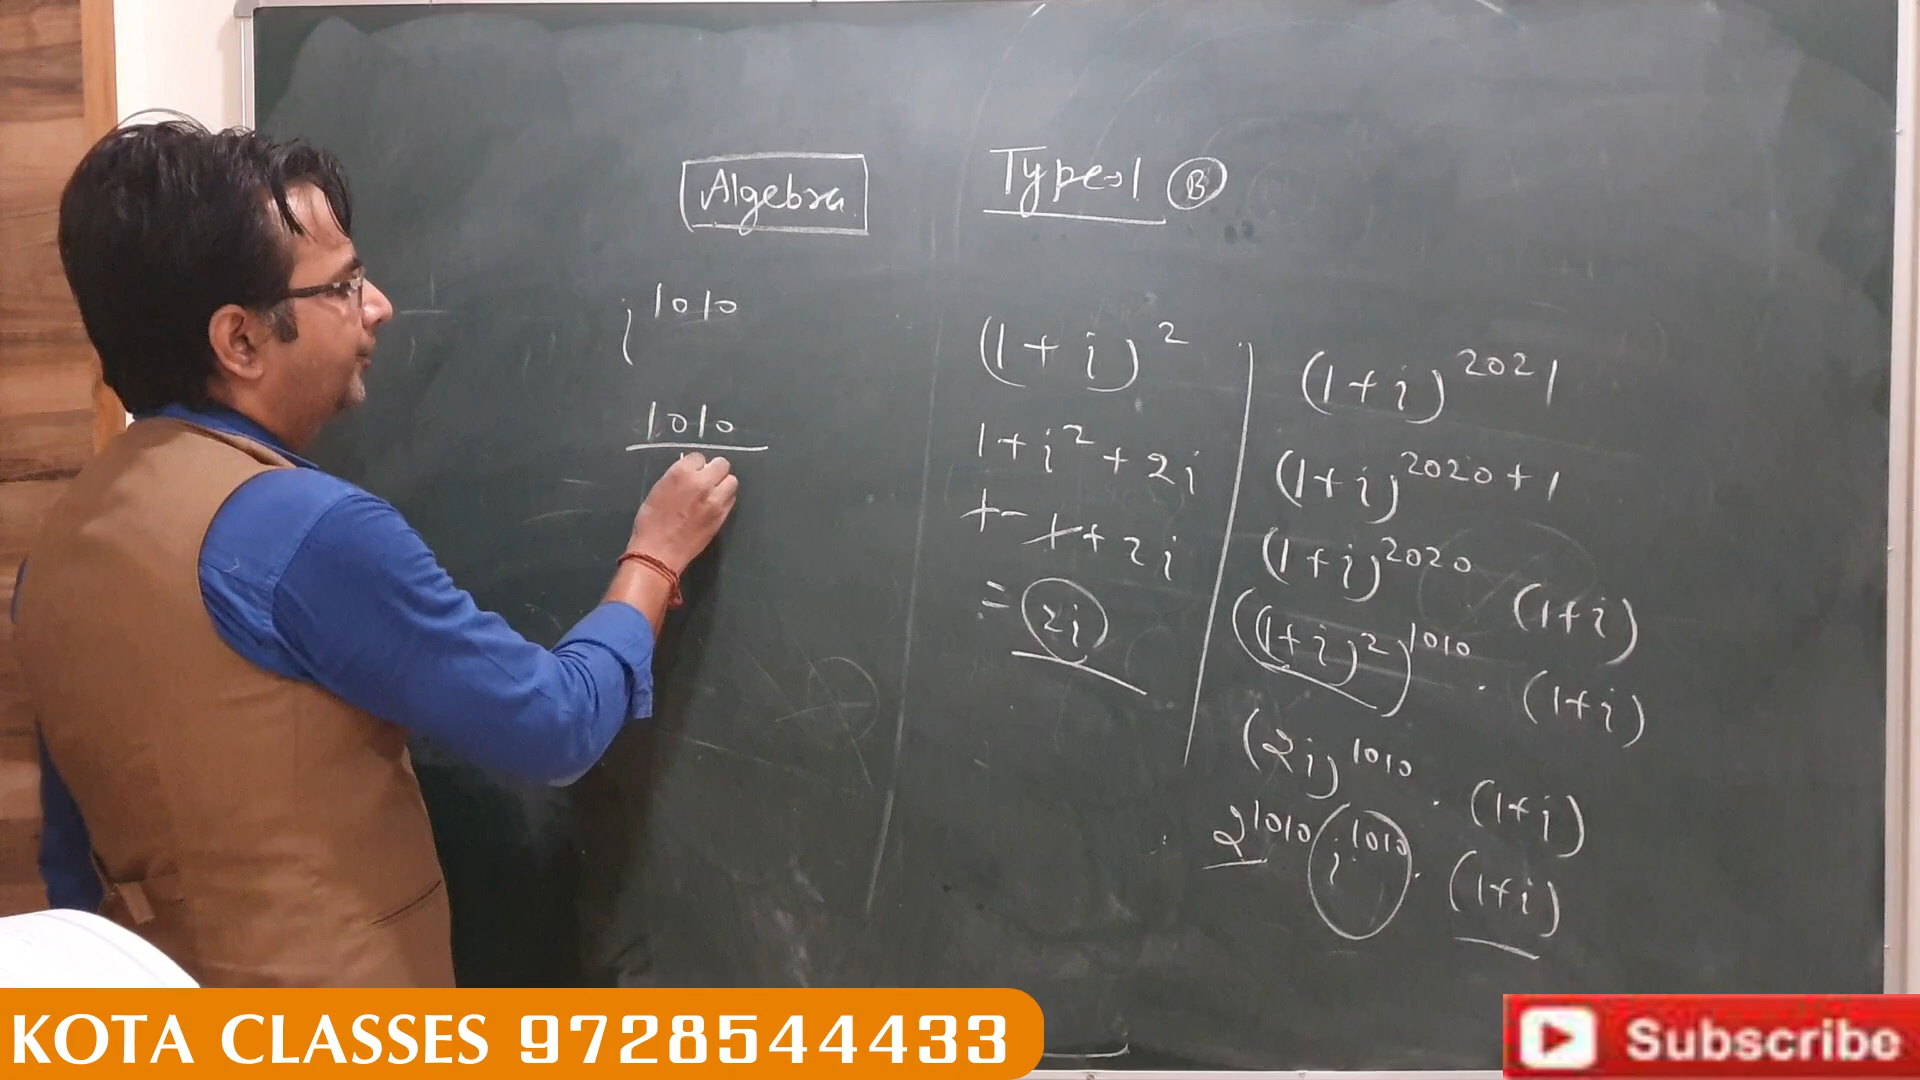 Algebra
Type-1 B
i^1010
1010
(1+i)^2
1+i^2+2i
+ - 1 + 2i
= 2i
(1+i)^2021
(1+i)^2020+1
(1+i)^2020 . (1+i)
((1+i)^2)^1010 . (1+i)
(2i)^1010 . (1+i)
2^1010 i^1010 . (1+i)
KOTA CLASSES 9728544433
Subscribe